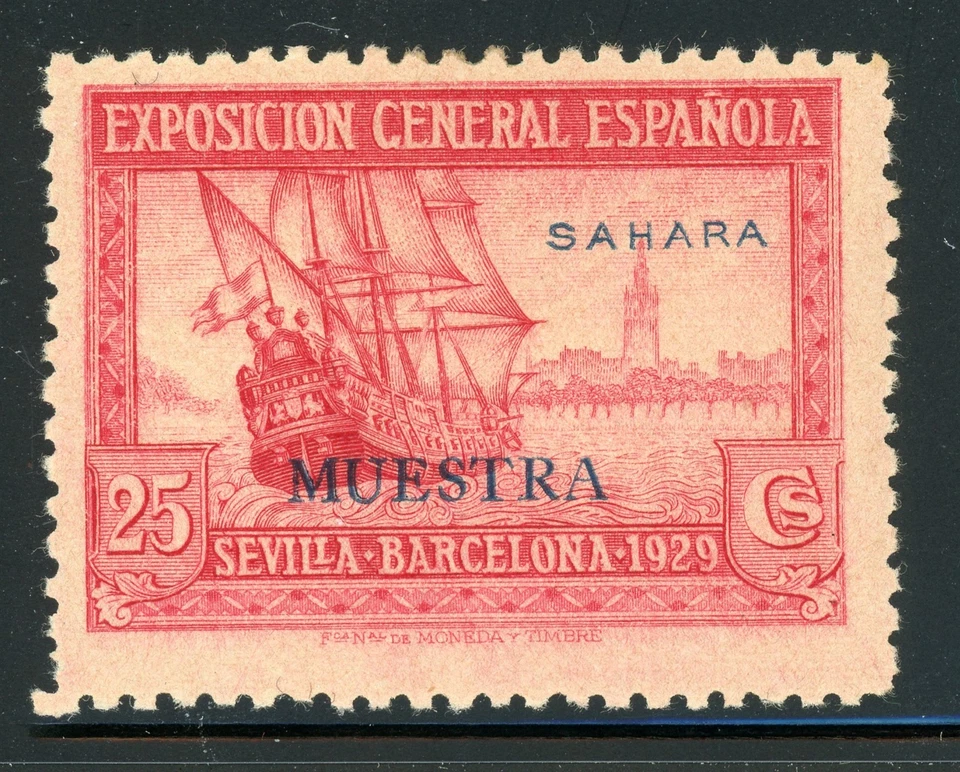 EXPOSICION GENERAL ESPAÑOLA
SAHARA
MUESTRA
25 Cs
SEVILLA·BARCELONA·1929
FCA NAL DE MONEDA Y TIMBRE